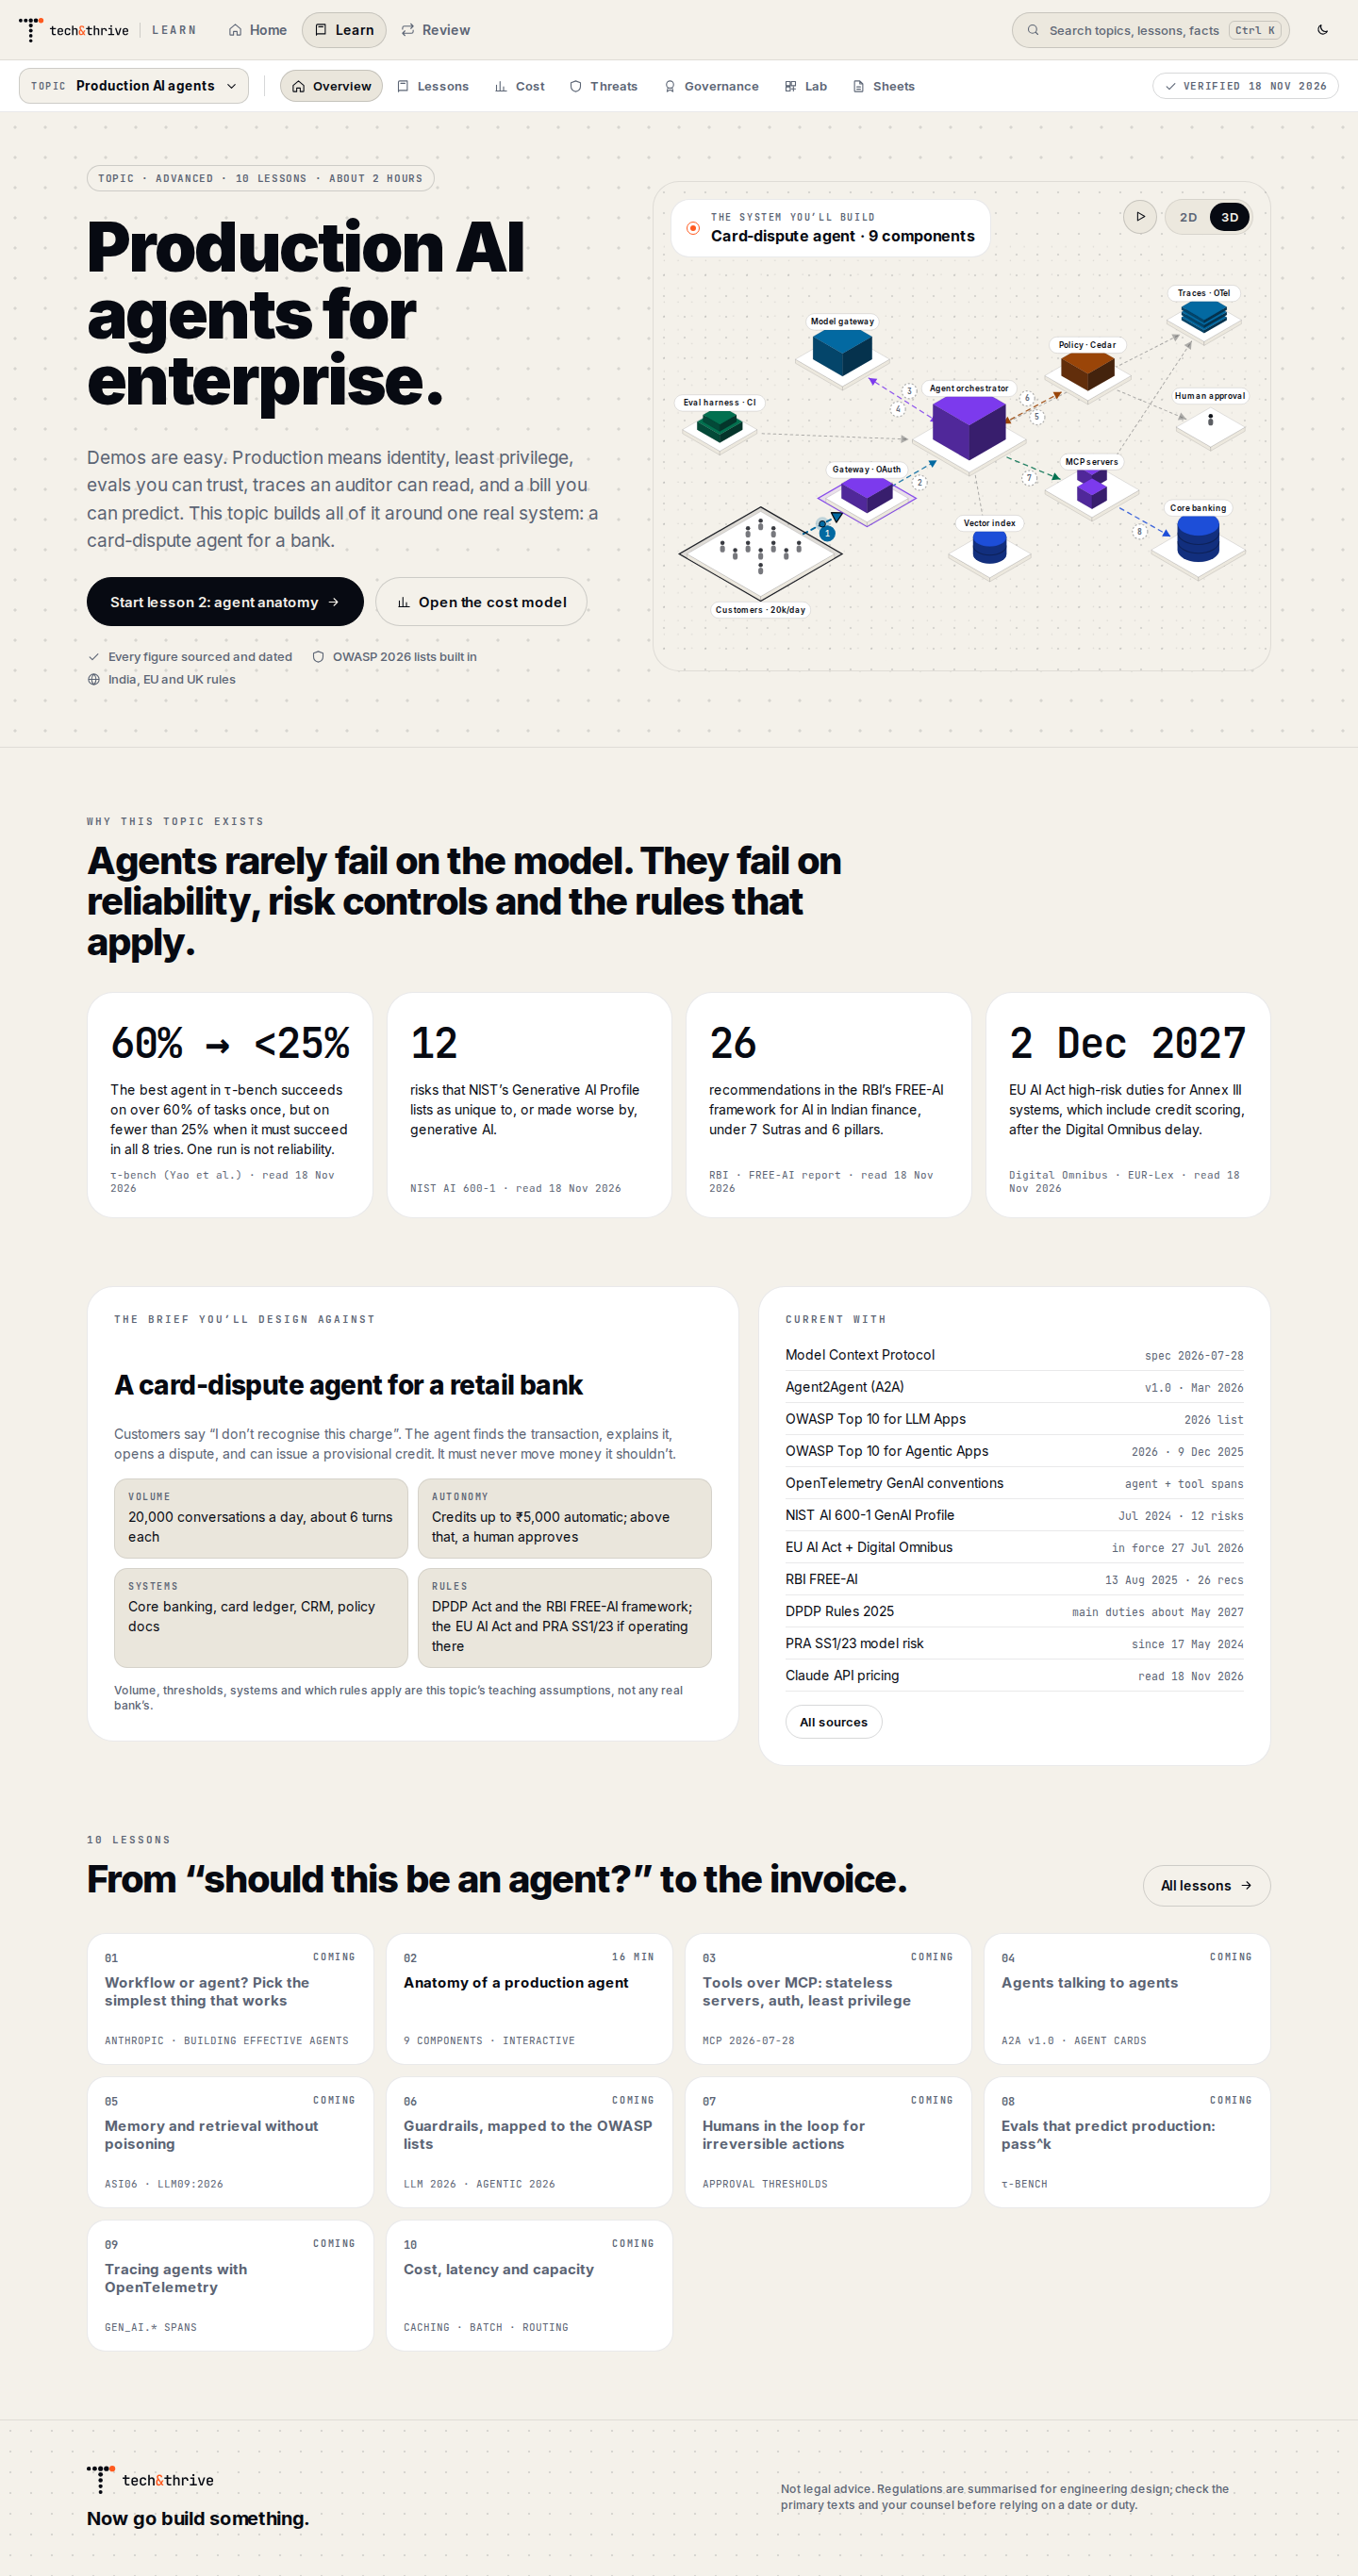 tech&thrive
LEARN
Home
Learn
Review
Search topics, lessons, facts
Ctrl K
TOPIC Production AI agents
Overview
Lessons
Cost
Threats
Governance
Lab
Sheets
VERIFIED 18 NOV 2026
TOPIC · ADVANCED · 10 LESSONS · ABOUT 2 HOURS
Production AI
agents for
enterprise.
Demos are easy. Production means identity, least privilege,
evals you can trust, traces an auditor can read, and a bill you
can predict. This topic builds all of it around one real system: a
card-dispute agent for a bank.
Start lesson 2: agent anatomy →
Open the cost model
Every figure sourced and dated
OWASP 2026 lists built in
India, EU and UK rules
THE SYSTEM YOU’LL BUILD
Card-dispute agent · 9 components
2D
3D
Traces · OTel
Model gateway
Policy · Cedar
Agent orchestrator
Human approval
Eval harness · CI
3
4
6
5
MCP servers
Gateway · OAuth
2
7
Core banking
Vector index
8
1
Customers · 20k/day
WHY THIS TOPIC EXISTS
Agents rarely fail on the model. They fail on
reliability, risk controls and the rules that
apply.
60% → <25%
The best agent in τ-bench succeeds
on over 60% of tasks once, but on
fewer than 25% when it must succeed
in all 8 tries. One run is not reliability.
τ-bench (Yao et al.) · read 18 Nov
2026
12
risks that NIST’s Generative AI Profile
lists as unique to, or made worse by,
generative AI.
NIST AI 600-1 · read 18 Nov 2026
26
recommendations in the RBI’s FREE-AI
framework for AI in Indian finance,
under 7 Sutras and 6 pillars.
RBI · FREE-AI report · read 18 Nov
2026
2 Dec 2027
EU AI Act high-risk duties for Annex III
systems, which include credit scoring,
after the Digital Omnibus delay.
Digital Omnibus · EUR-Lex · read 18
Nov 2026
THE BRIEF YOU’LL DESIGN AGAINST
A card-dispute agent for a retail bank
Customers say “I don’t recognise this charge”. The agent finds the transaction, explains it,
opens a dispute, and can issue a provisional credit. It must never move money it shouldn’t.
VOLUME
20,000 conversations a day, about 6 turns
each
AUTONOMY
Credits up to ₹5,000 automatic; above
that, a human approves
SYSTEMS
Core banking, card ledger, CRM, policy
docs
RULES
DPDP Act and the RBI FREE-AI framework;
the EU AI Act and PRA SS1/23 if operating
there
Volume, thresholds, systems and which rules apply are this topic’s teaching assumptions, not any real
bank’s.
CURRENT WITH
Model Context Protocol spec 2026-07-28
Agent2Agent (A2A) v1.0 · Mar 2026
OWASP Top 10 for LLM Apps 2026 list
OWASP Top 10 for Agentic Apps 2026 · 9 Dec 2025
OpenTelemetry GenAI conventions agent + tool spans
NIST AI 600-1 GenAI Profile Jul 2024 · 12 risks
EU AI Act + Digital Omnibus in force 27 Jul 2026
RBI FREE-AI 13 Aug 2025 · 26 recs
DPDP Rules 2025 main duties about May 2027
PRA SS1/23 model risk since 17 May 2024
Claude API pricing read 18 Nov 2026
All sources
10 LESSONS
From “should this be an agent?” to the invoice.
All lessons →
01 COMING
Workflow or agent? Pick the
simplest thing that works
ANTHROPIC · BUILDING EFFECTIVE AGENTS
02 16 MIN
Anatomy of a production agent
9 COMPONENTS · INTERACTIVE
03 COMING
Tools over MCP: stateless
servers, auth, least privilege
MCP 2026-07-28
04 COMING
Agents talking to agents
A2A v1.0 · AGENT CARDS
05 COMING
Memory and retrieval without
poisoning
ASI06 · LLM09:2026
06 COMING
Guardrails, mapped to the OWASP
lists
LLM 2026 · AGENTIC 2026
07 COMING
Humans in the loop for
irreversible actions
APPROVAL THRESHOLDS
08 COMING
Evals that predict production:
pass^k
τ-BENCH
09 COMING
Tracing agents with
OpenTelemetry
GEN_AI.* SPANS
10 COMING
Cost, latency and capacity
CACHING · BATCH · ROUTING
tech&thrive
Now go build something.
Not legal advice. Regulations are summarised for engineering design; check the
primary texts and your counsel before relying on a date or duty.